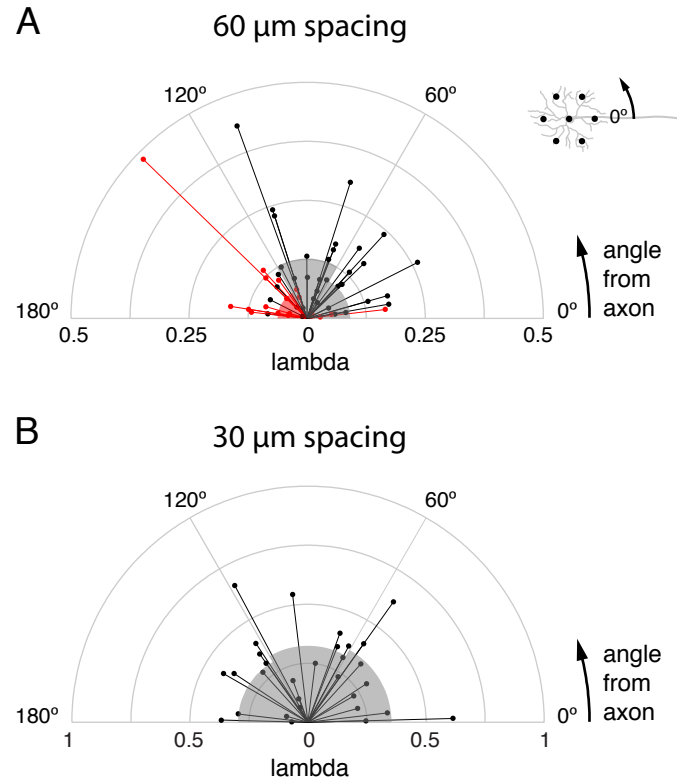 A
60 µm spacing
120º
60º
0º
angle
from
axon
180º
0º
0.5
0.25
0
0.25
0.5
lambda
B
30 µm spacing
120º
60º
angle
from
axon
180º
0º
1
0.5
0
0.5
1
lambda